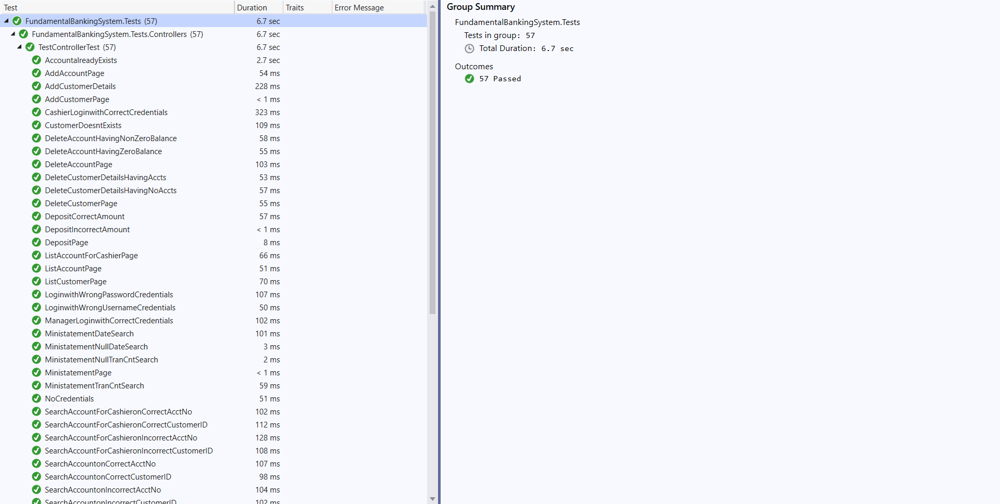 Test Duration Traits Error Message
FundamentalBankingSystem.Tests (57) 6.7 sec
FundamentalBankingSystem.Tests.Controllers (57) 6.7 sec
TestControllerTest (57) 6.7 sec
AccountalreadyExists 2.7 sec
AddAccountPage 54 ms
AddCustomerDetails 228 ms
AddCustomerPage < 1 ms
CashierLoginwithCorrectCredentials 323 ms
CustomerDoesntExists 109 ms
DeleteAccountHavingNonZeroBalance 58 ms
DeleteAccountHavingZeroBalance 55 ms
DeleteAccountPage 103 ms
DeleteCustomerDetailsHavingAccts 53 ms
DeleteCustomerDetailsHavingNoAccts 57 ms
DeleteCustomerPage 55 ms
DepositCorrectAmount 57 ms
DepositIncorrectAmount < 1 ms
DepositPage 8 ms
ListAccountForCashierPage 66 ms
ListAccountPage 51 ms
ListCustomerPage 70 ms
LoginwithWrongPasswordCredentials 107 ms
LoginwithWrongUsernameCredentials 50 ms
ManagerLoginwithCorrectCredentials 102 ms
MinistatementDateSearch 101 ms
MinistatementNullDateSearch 3 ms
MinistatementNullTranCntSearch 2 ms
MinistatementPage < 1 ms
MinistatementTranCntSearch 59 ms
NoCredentials 51 ms
SearchAccountForCashieronCorrectAcctNo 102 ms
SearchAccountForCashieronCorrectCustomerID 112 ms
SearchAccountForCashieronIncorrectAcctNo 128 ms
SearchAccountForCashieronIncorrectCustomerID 108 ms
SearchAccountonCorrectAcctNo 107 ms
SearchAccountonCorrectCustomerID 98 ms
SearchAccountonIncorrectAcctNo 104 ms
SearchAccountonIncorrectCustomerID 102 ms
Group Summary
FundamentalBankingSystem.Tests
Tests in group: 57
Total Duration: 6.7 sec
Outcomes
57 Passed